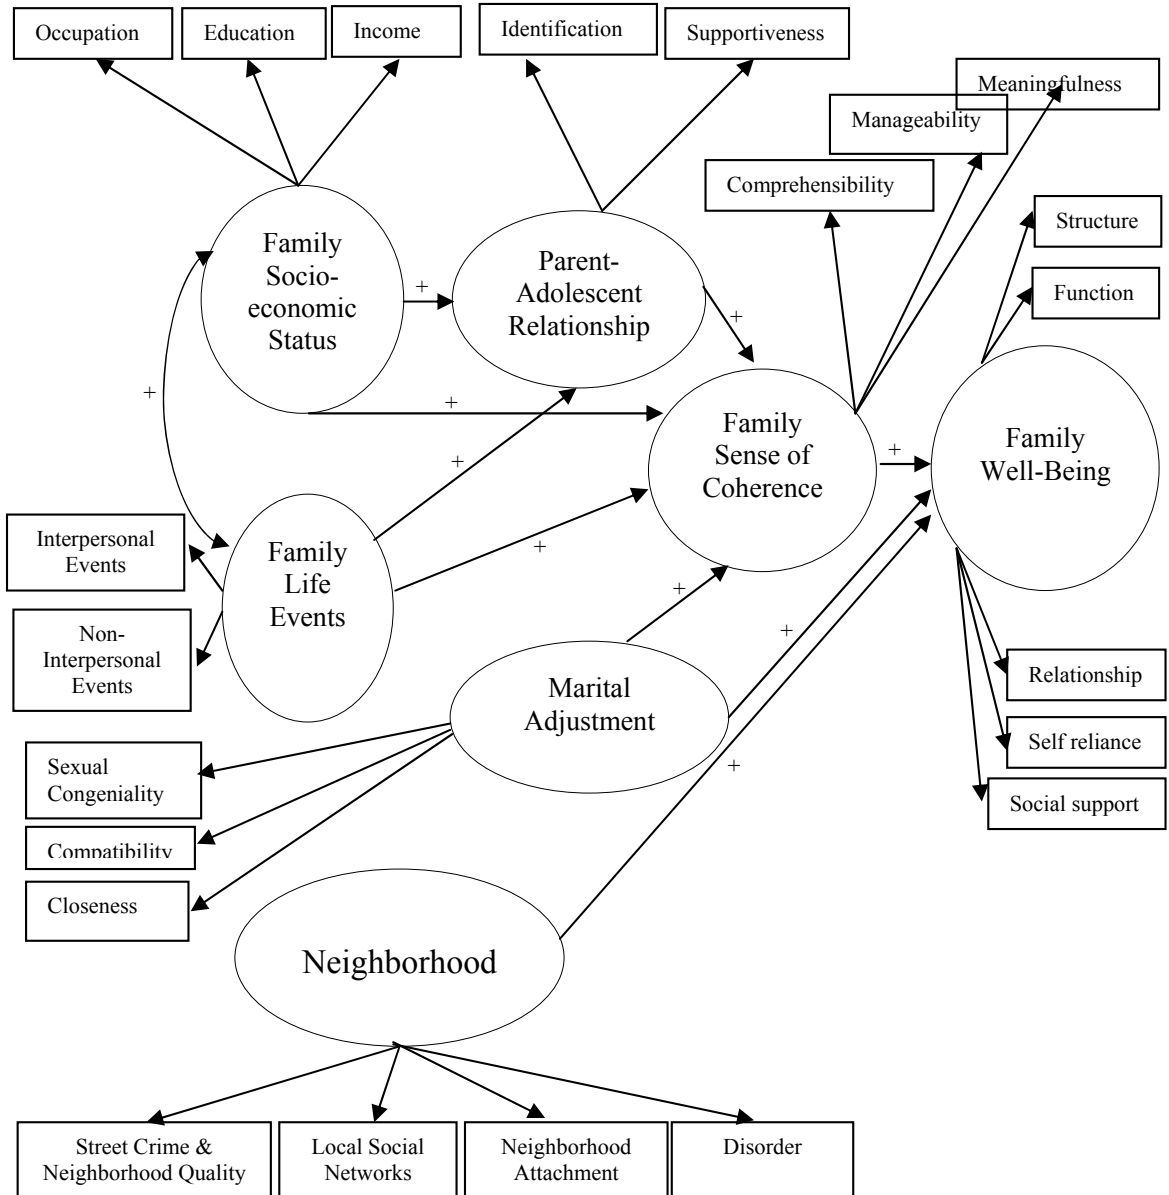 Occupation
Education
Income
Identification
Supportiveness
Meaningfulness
Manageability
Comprehensibility
Structure
Function
Family
Socio-
economic
Status
+
Parent-
Adolescent
Relationship
+
+
+
Family
Sense of
Coherence
+
Family
Well-Being
+
Interpersonal
Events
Non-
Interpersonal
Events
Family
Life
Events
+
+
+
Marital
Adjustment
+
Relationship
Self reliance
Social support
Sexual
Congeniality
Compatibility
Closeness
Neighborhood
Street Crime &
Neighborhood Quality
Local Social
Networks
Neighborhood
Attachment
Disorder